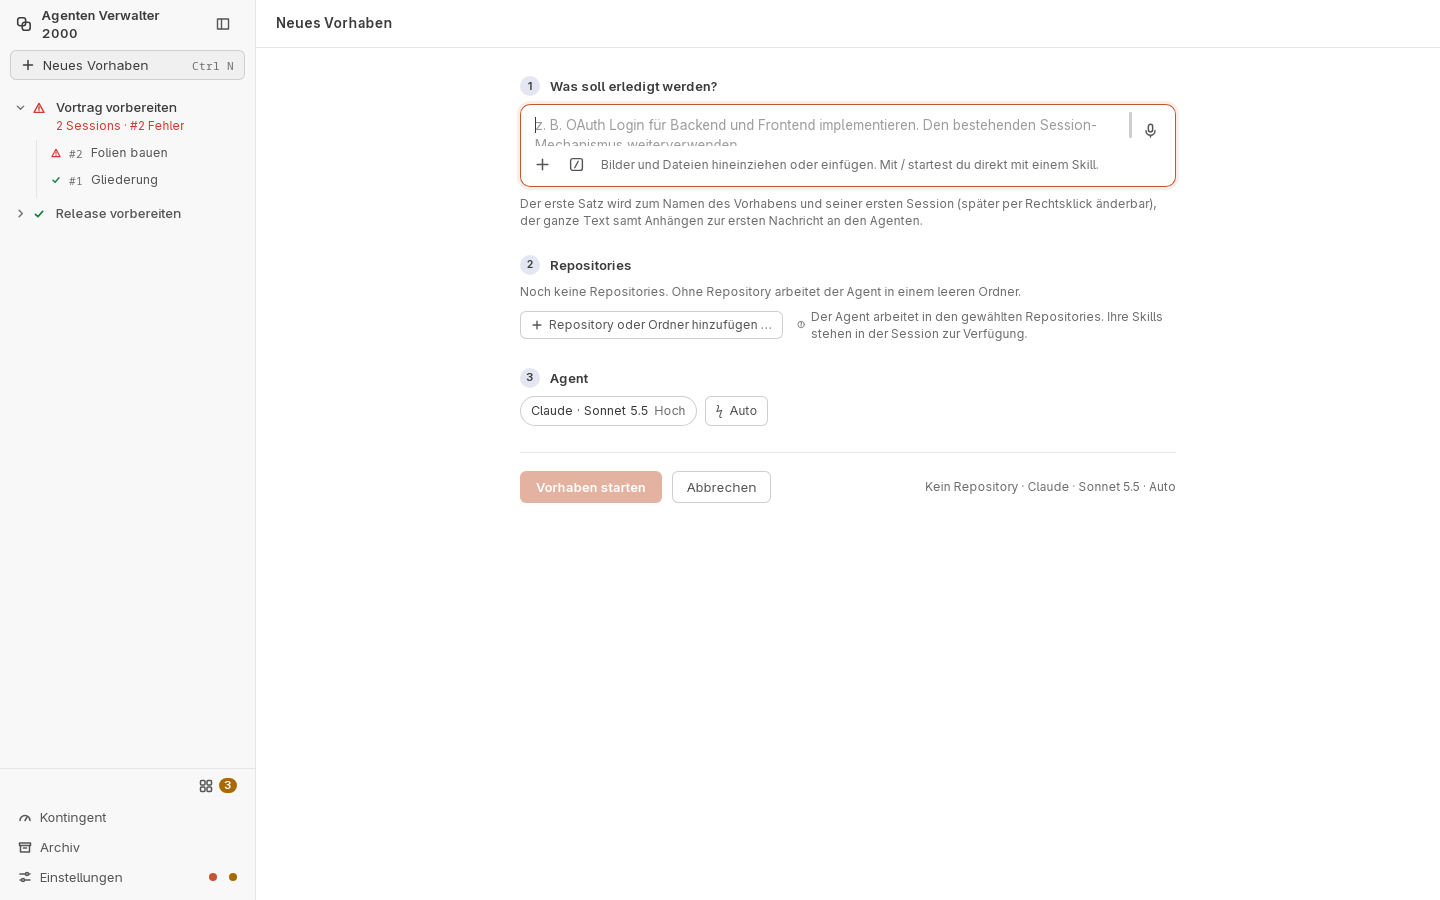 Agenten Verwalter
2000
Neues Vorhaben Ctrl N
Vortrag vorbereiten
2 Sessions · #2 Fehler
#2 Folien bauen
#1 Gliederung
Release vorbereiten
3
Kontingent
Archiv
Einstellungen
Neues Vorhaben
1 Was soll erledigt werden?
z. B. OAuth Login für Backend und Frontend implementieren. Den bestehenden Session-
Mechanismus weiterverwenden.
Bilder und Dateien hineinziehen oder einfügen. Mit / startest du direkt mit einem Skill.
Der erste Satz wird zum Namen des Vorhabens und seiner ersten Session (später per Rechtsklick änderbar),
der ganze Text samt Anhängen zur ersten Nachricht an den Agenten.
2 Repositories
Noch keine Repositories. Ohne Repository arbeitet der Agent in einem leeren Ordner.
Repository oder Ordner hinzufügen …
Der Agent arbeitet in den gewählten Repositories. Ihre Skills
stehen in der Session zur Verfügung.
3 Agent
Claude · Sonnet 5.5 Hoch
Auto
Vorhaben starten
Abbrechen
Kein Repository · Claude · Sonnet 5.5 · Auto